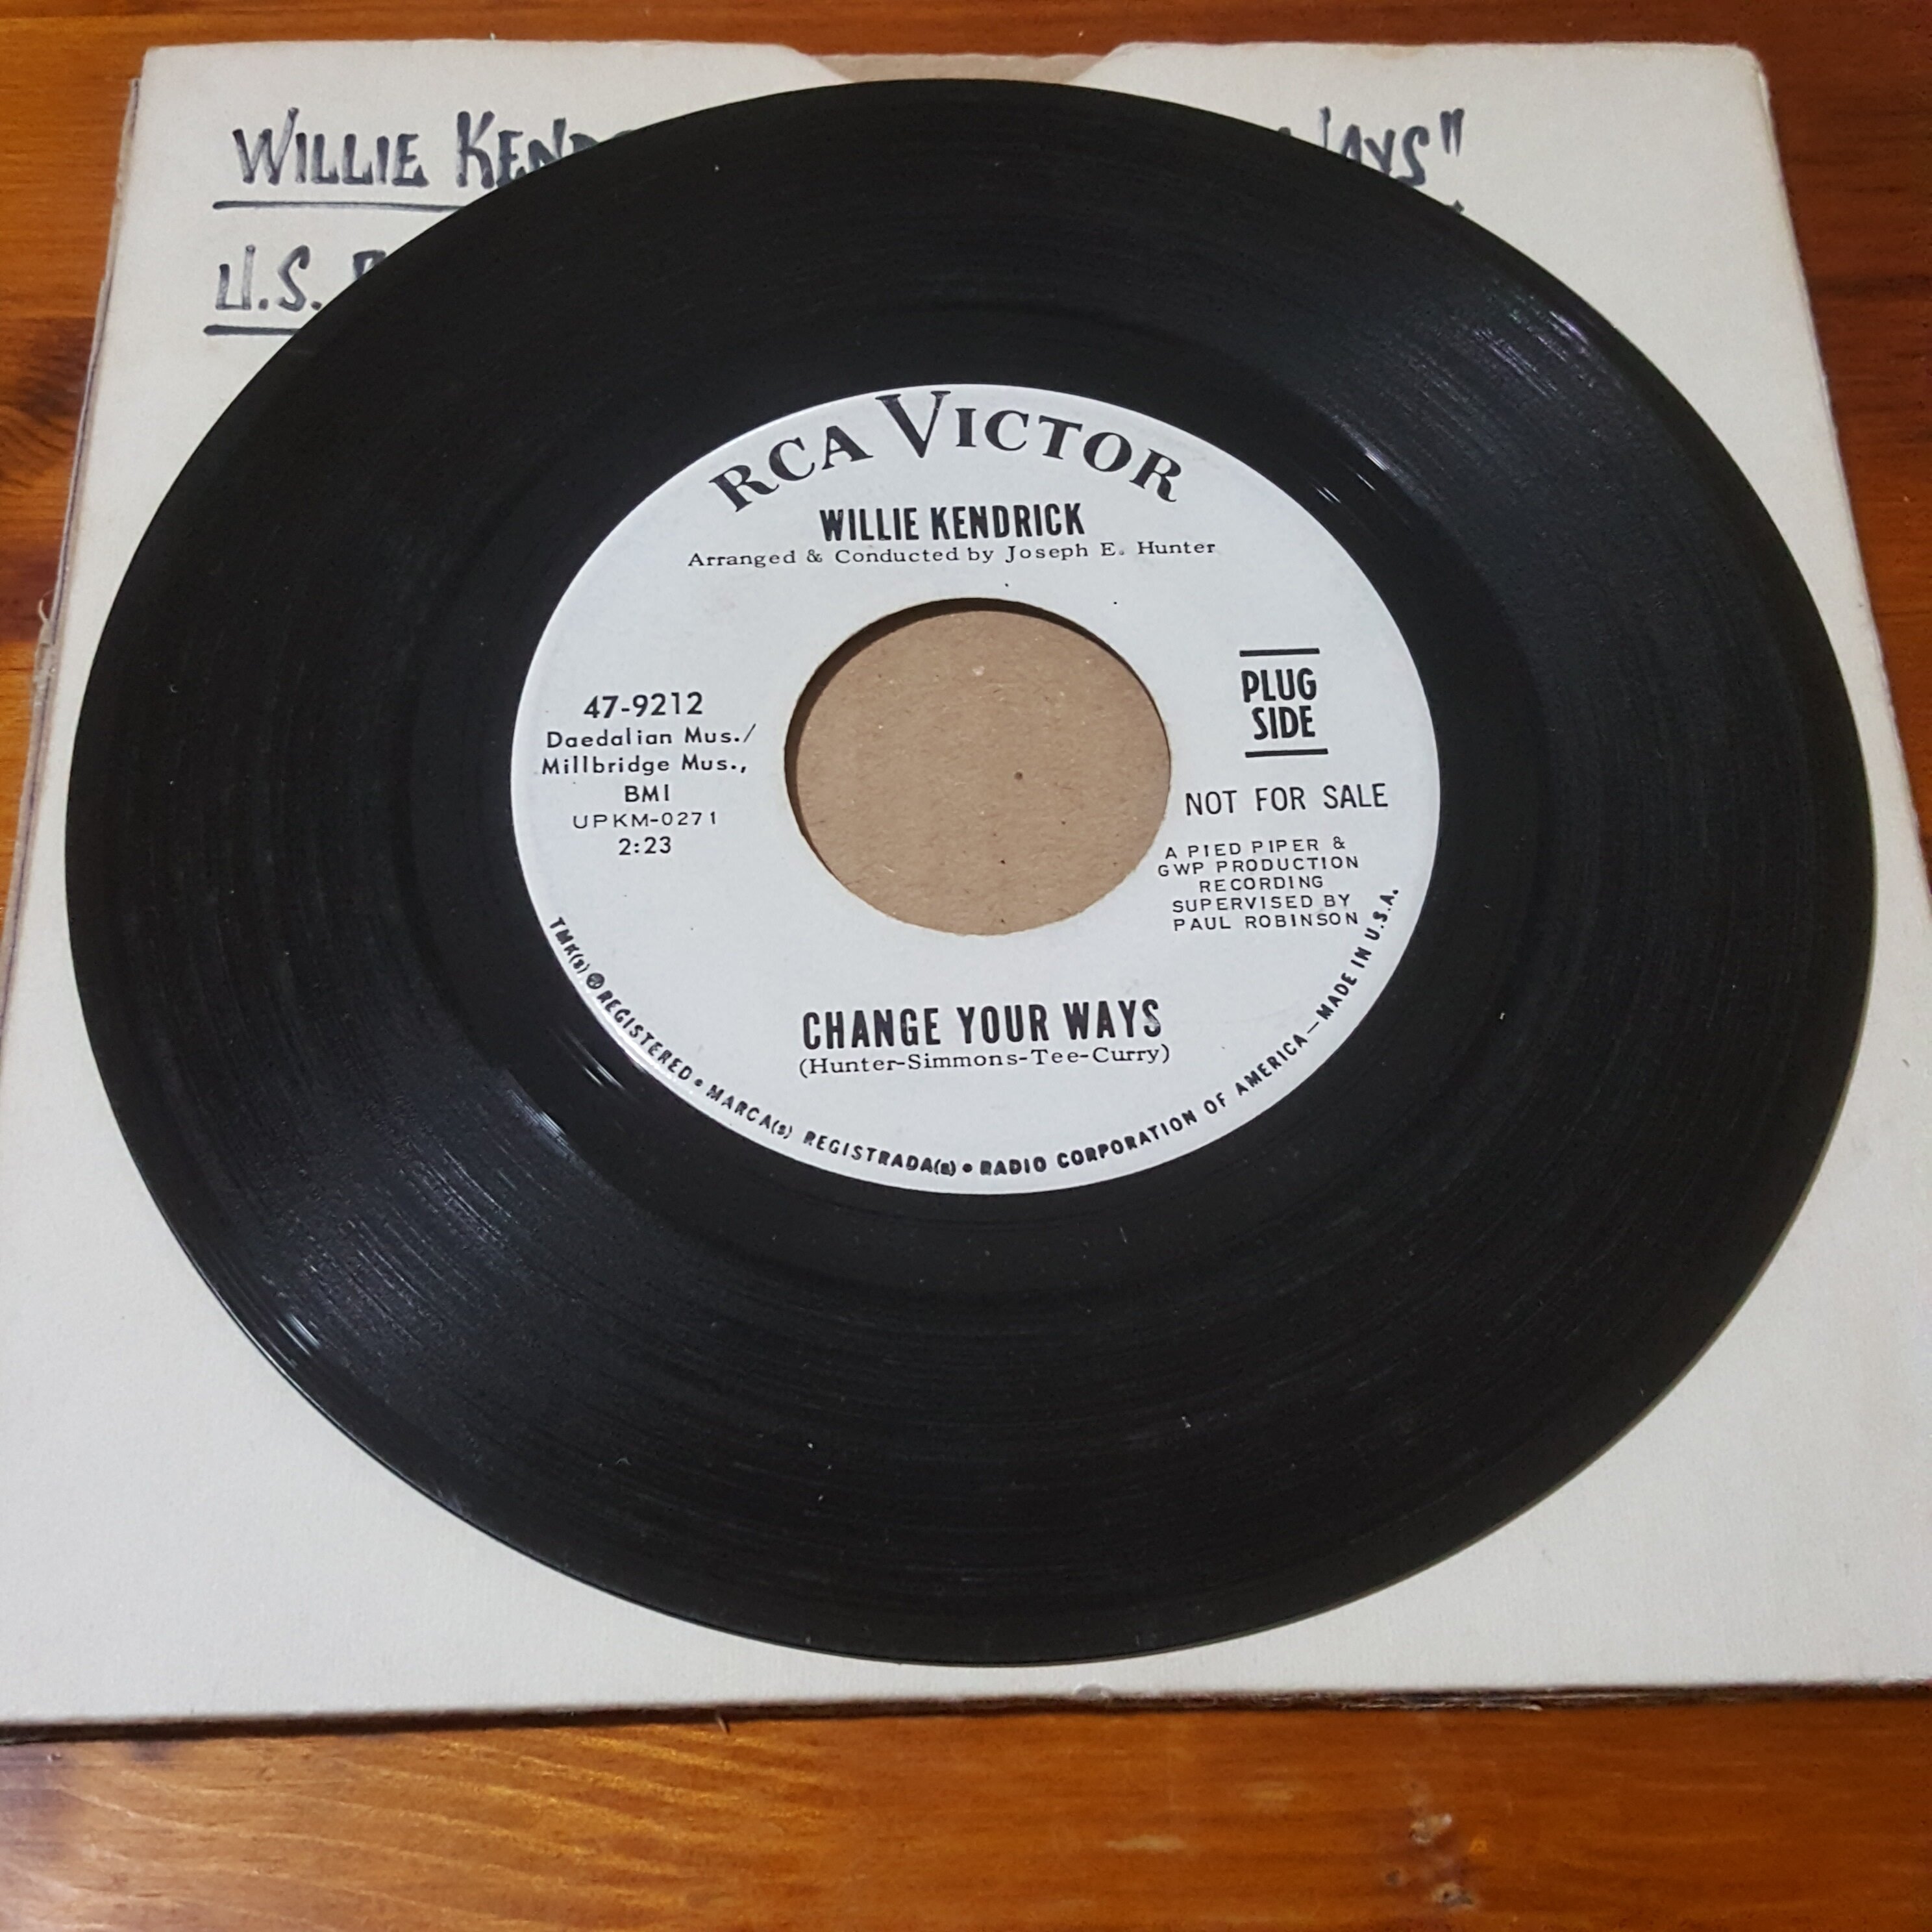 WILLIE
WAYS"
U.S.
RCA VICTOR
WILLIE KENDRICK
Arranged & Conducted by Joseph E. Hunter
47-9212
Daedalian Mus./
Millbridge Mus.,
BMI
UPKM-0271
2:23
PLUG
SIDE
NOT FOR SALE
A PIED PIPER &
GWP PRODUCTION
RECORDING
SUPERVISED BY
PAUL ROBINSON
CHANGE YOUR WAYS
(Hunter-Simmons-Tee-Curry)
TMK(s) ® REGISTERED • MARCA(s) REGISTRADA(s) • RADIO CORPORATION OF AMERICA — MADE IN U.S.A.